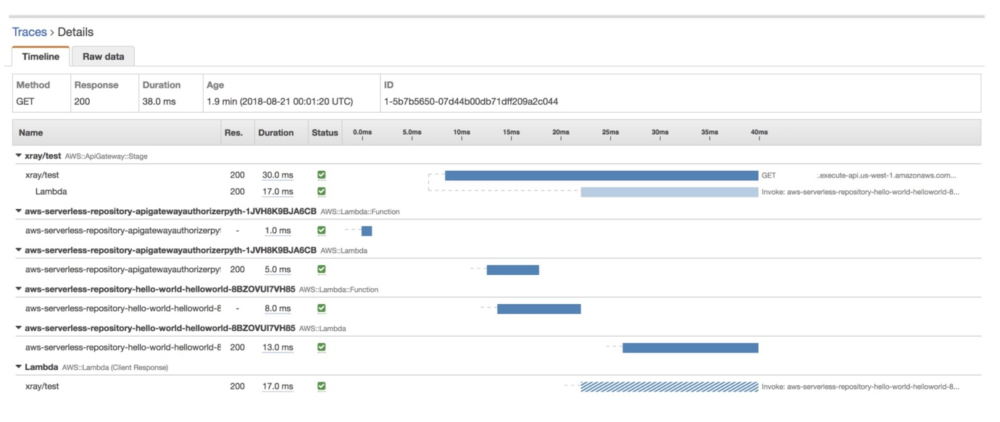 Traces > Details
Timeline Raw data
Method Response Duration Age ID
GET 200 38.0 ms 1.9 min (2018-08-21 00:01:20 UTC) 1-5b7b5650-07d44b00db71dff209a2c044
Name Res. Duration Status 0.0ms 5.0ms 10ms 15ms 20ms 25ms 30ms 35ms 40ms
xray/test AWS::ApiGateway::Stage
xray/test 200 30.0 ms GET .execute-api.us-west-1.amazonaws.com...
Lambda 200 17.0 ms Invoke: aws-serverless-repository-hello-world-helloworld-8...
aws-serverless-repository-apigatewayauthorizerpyth-1JVH8K9BJA6CB AWS::Lambda::Function
aws-serverless-repository-apigatewayauthorizerpy - 1.0 ms
aws-serverless-repository-apigatewayauthorizerpyth-1JVH8K9BJA6CB AWS::Lambda
aws-serverless-repository-apigatewayauthorizerpy 200 5.0 ms
aws-serverless-repository-hello-world-helloworld-8BZOVUI7VH85 AWS::Lambda::Function
aws-serverless-repository-hello-world-helloworld-8 - 8.0 ms
aws-serverless-repository-hello-world-helloworld-8BZOVUI7VH85 AWS::Lambda
aws-serverless-repository-hello-world-helloworld-8 200 13.0 ms
Lambda AWS::Lambda (Client Response)
xray/test 200 17.0 ms Invoke: aws-serverless-repository-hello-world-helloworld-8...